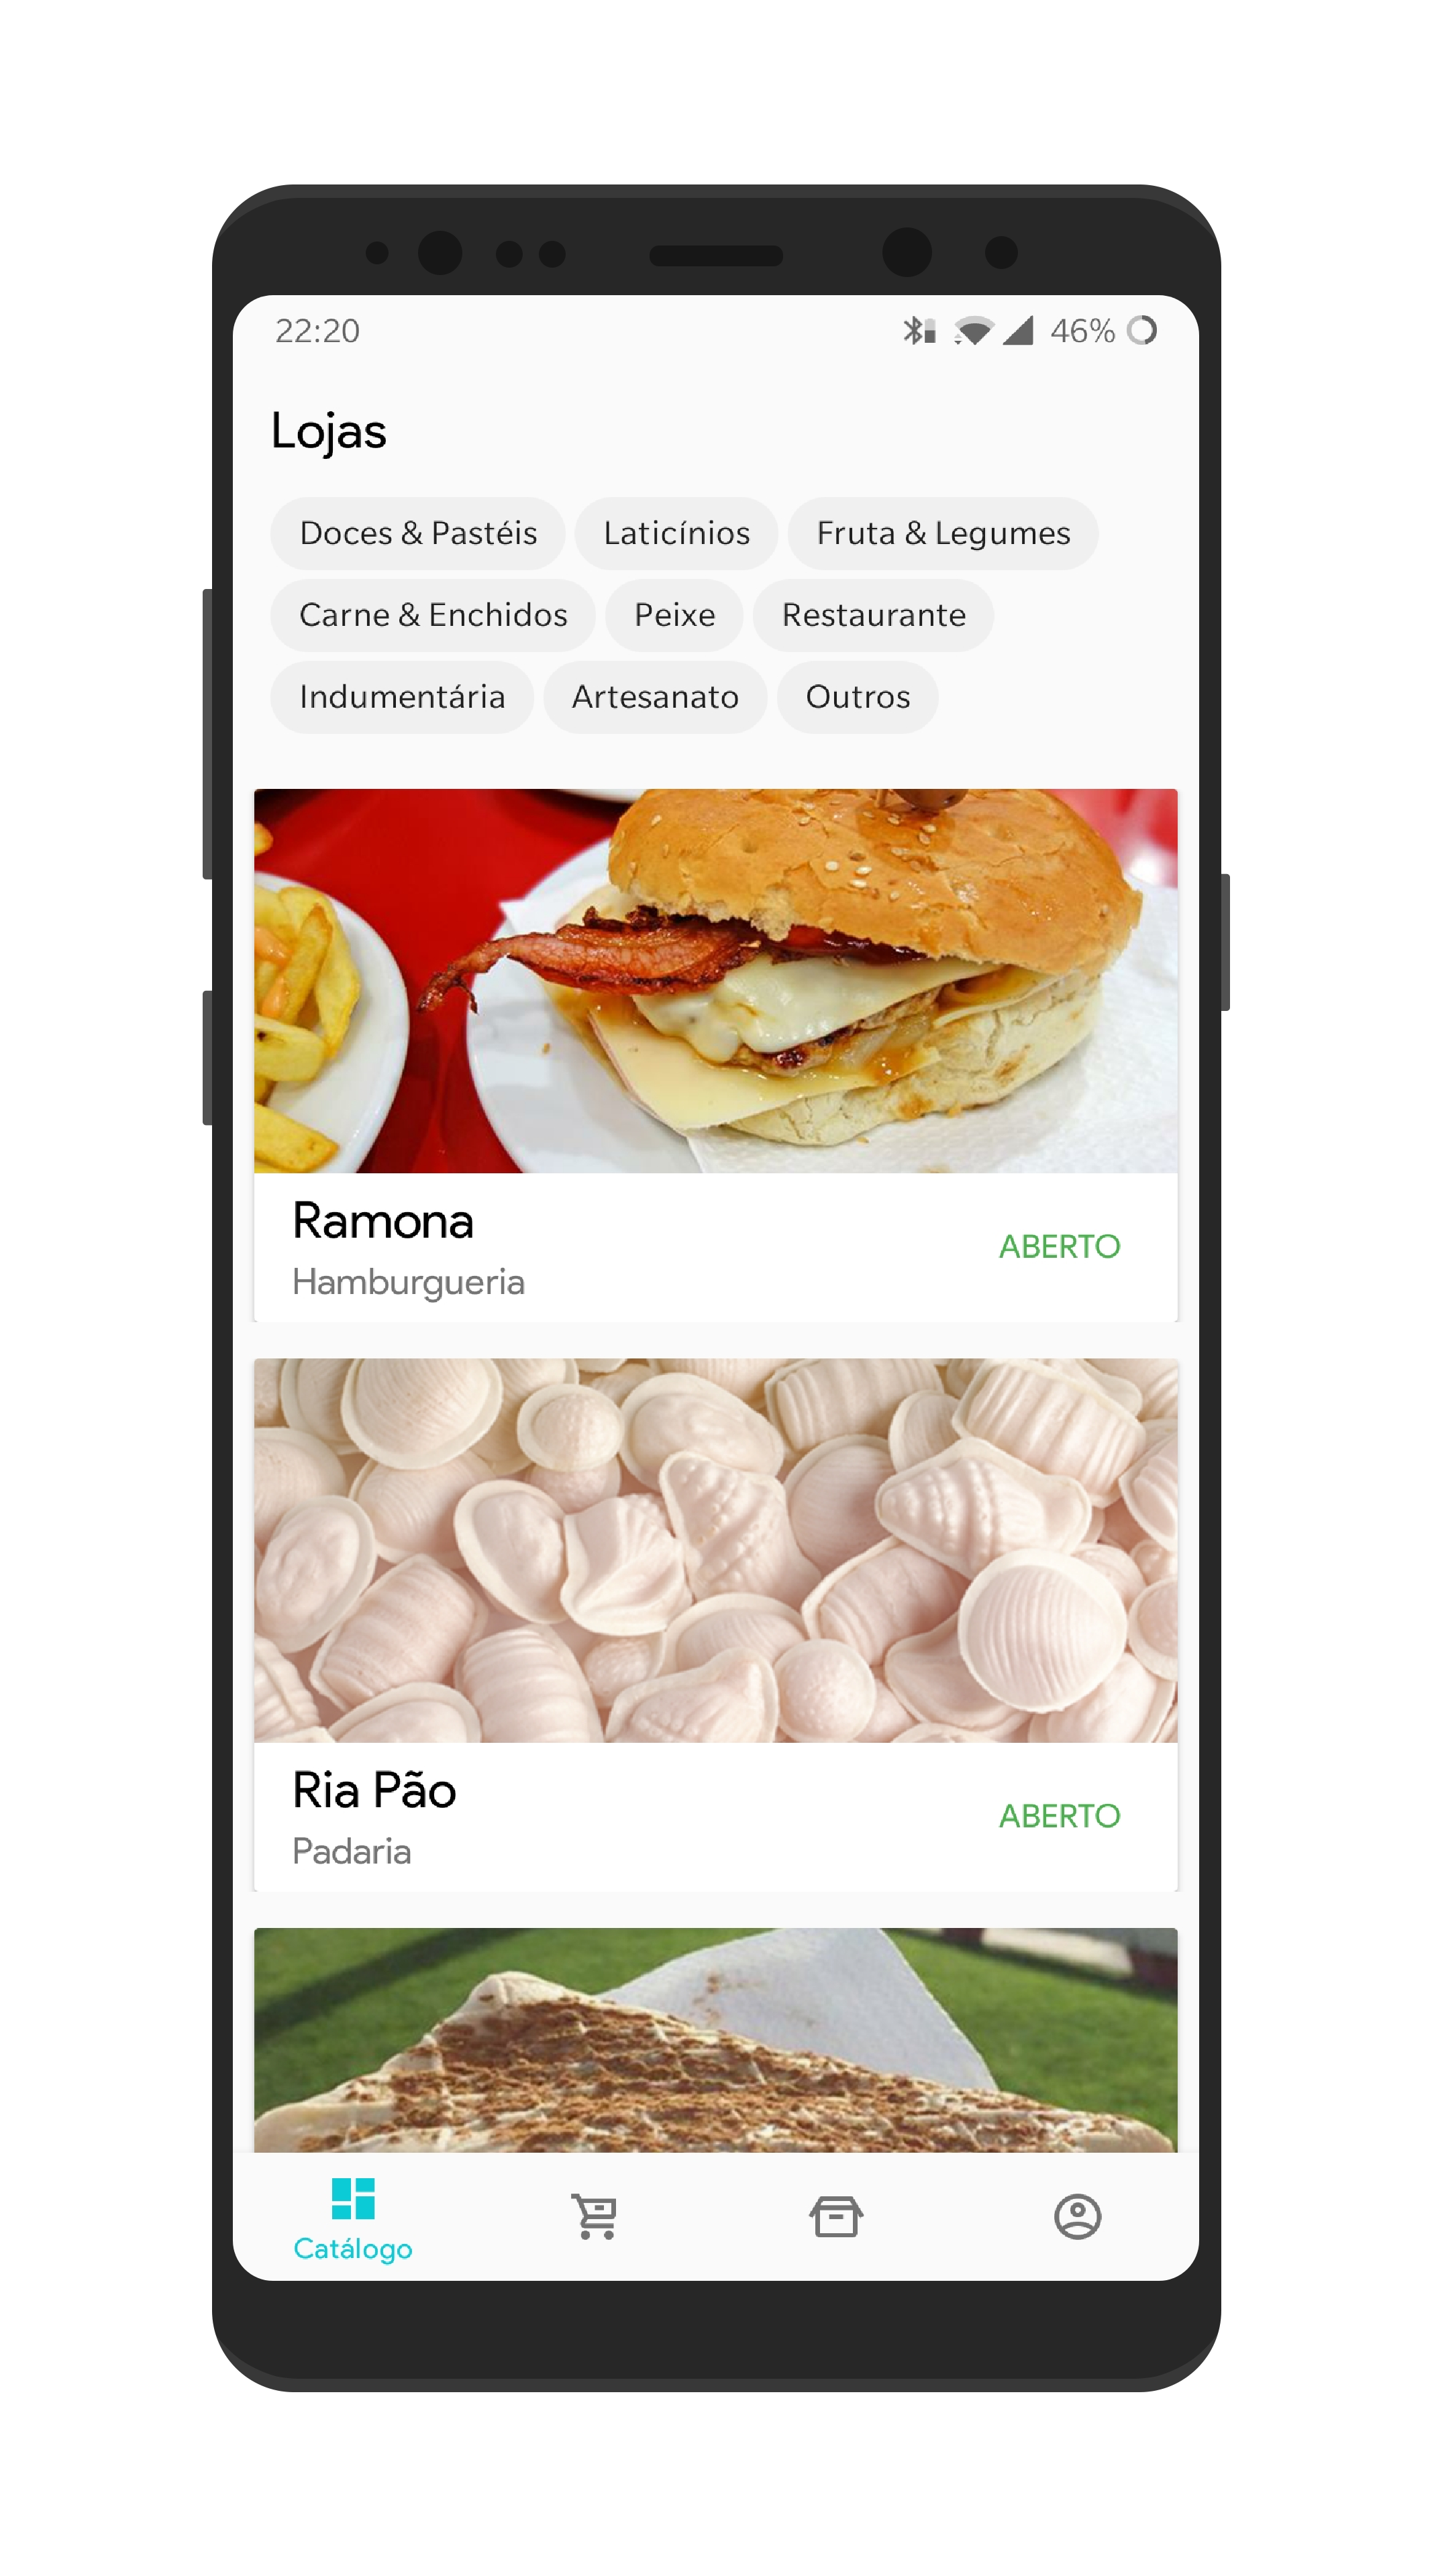 22:20 46%
Lojas
Doces & Pastéis Laticínios Fruta & Legumes
Carne & Enchidos Peixe Restaurante
Indumentária Artesanato Outros
Ramona
ABERTO
Hamburgueria
Ria Pão
ABERTO
Padaria
Catálogo